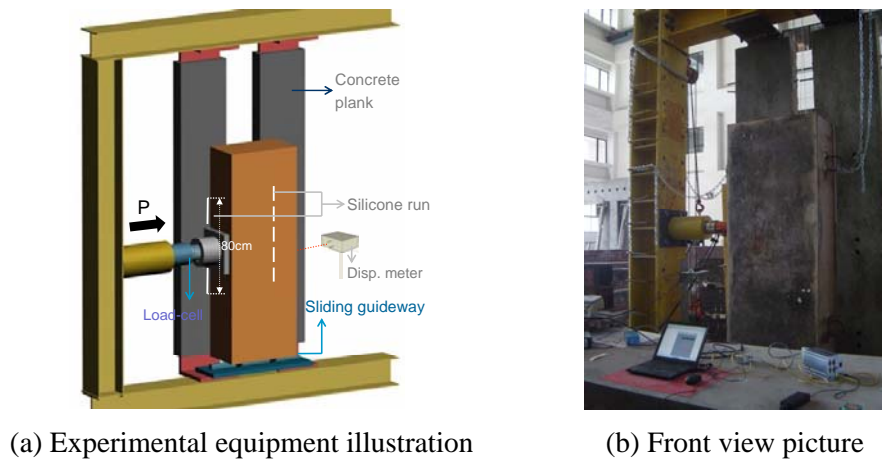 Concrete
plank
P
Silicone run
80cm
Disp. meter
Load-cell
Sliding guideway
(a) Experimental equipment illustration
(b) Front view picture